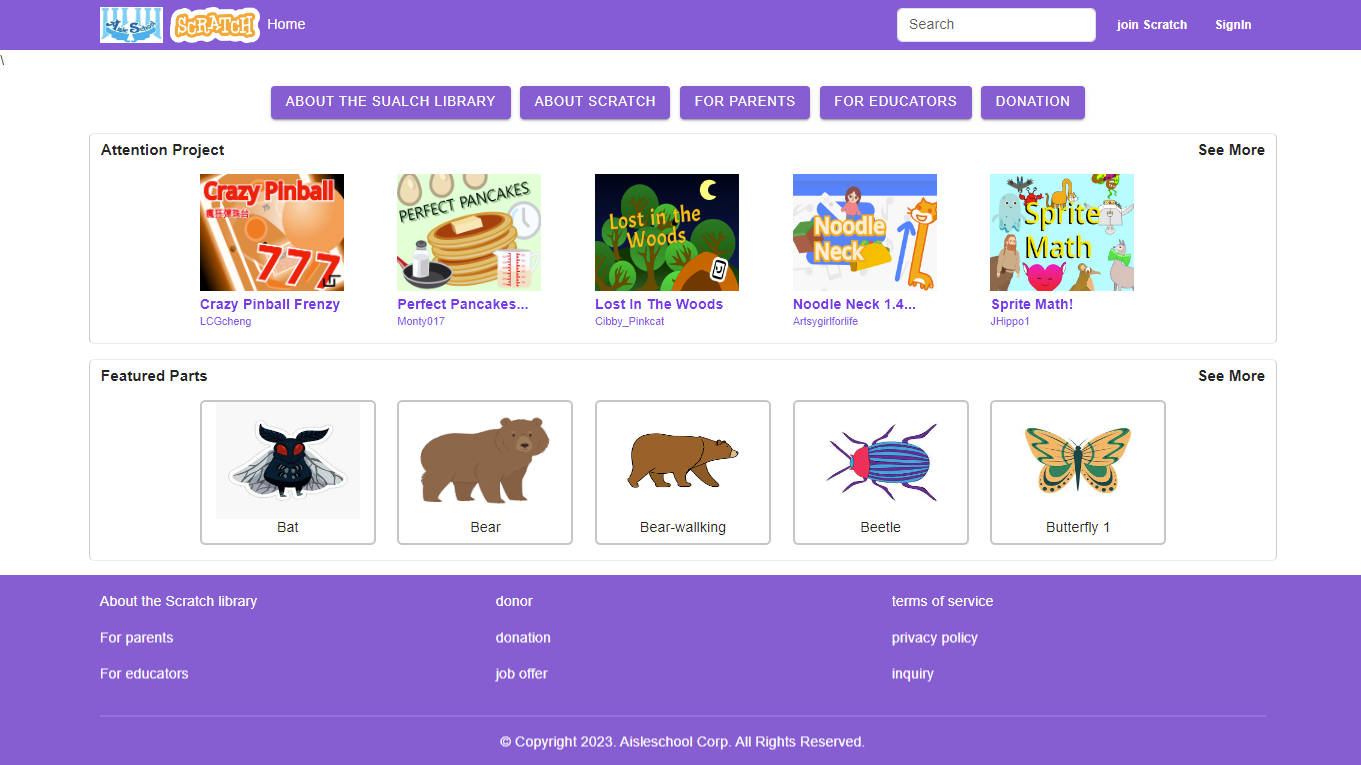 Aisle School SCRATCH Home Search join Scratch SignIn
\
ABOUT THE SUALCH LIBRARY ABOUT SCRATCH FOR PARENTS FOR EDUCATORS DONATION
Attention Project See More
Crazy Pinball
瘋狂彈珠台
777
PERFECT PANCAKES
Lost in the
Woods
Noodle
Neck
Sprite
Math
Crazy Pinball Frenzy Perfect Pancakes... Lost In The Woods Noodle Neck 1.4... Sprite Math!
LCGcheng Monty017 Cibby_Pinkcat Artsygirlforlife JHippo1
Featured Parts See More
Bat Bear Bear-wallking Beetle Butterfly 1
About the Scratch library donor terms of service
For parents donation privacy policy
For educators job offer inquiry
© Copyright 2023. Aisleschool Corp. All Rights Reserved.